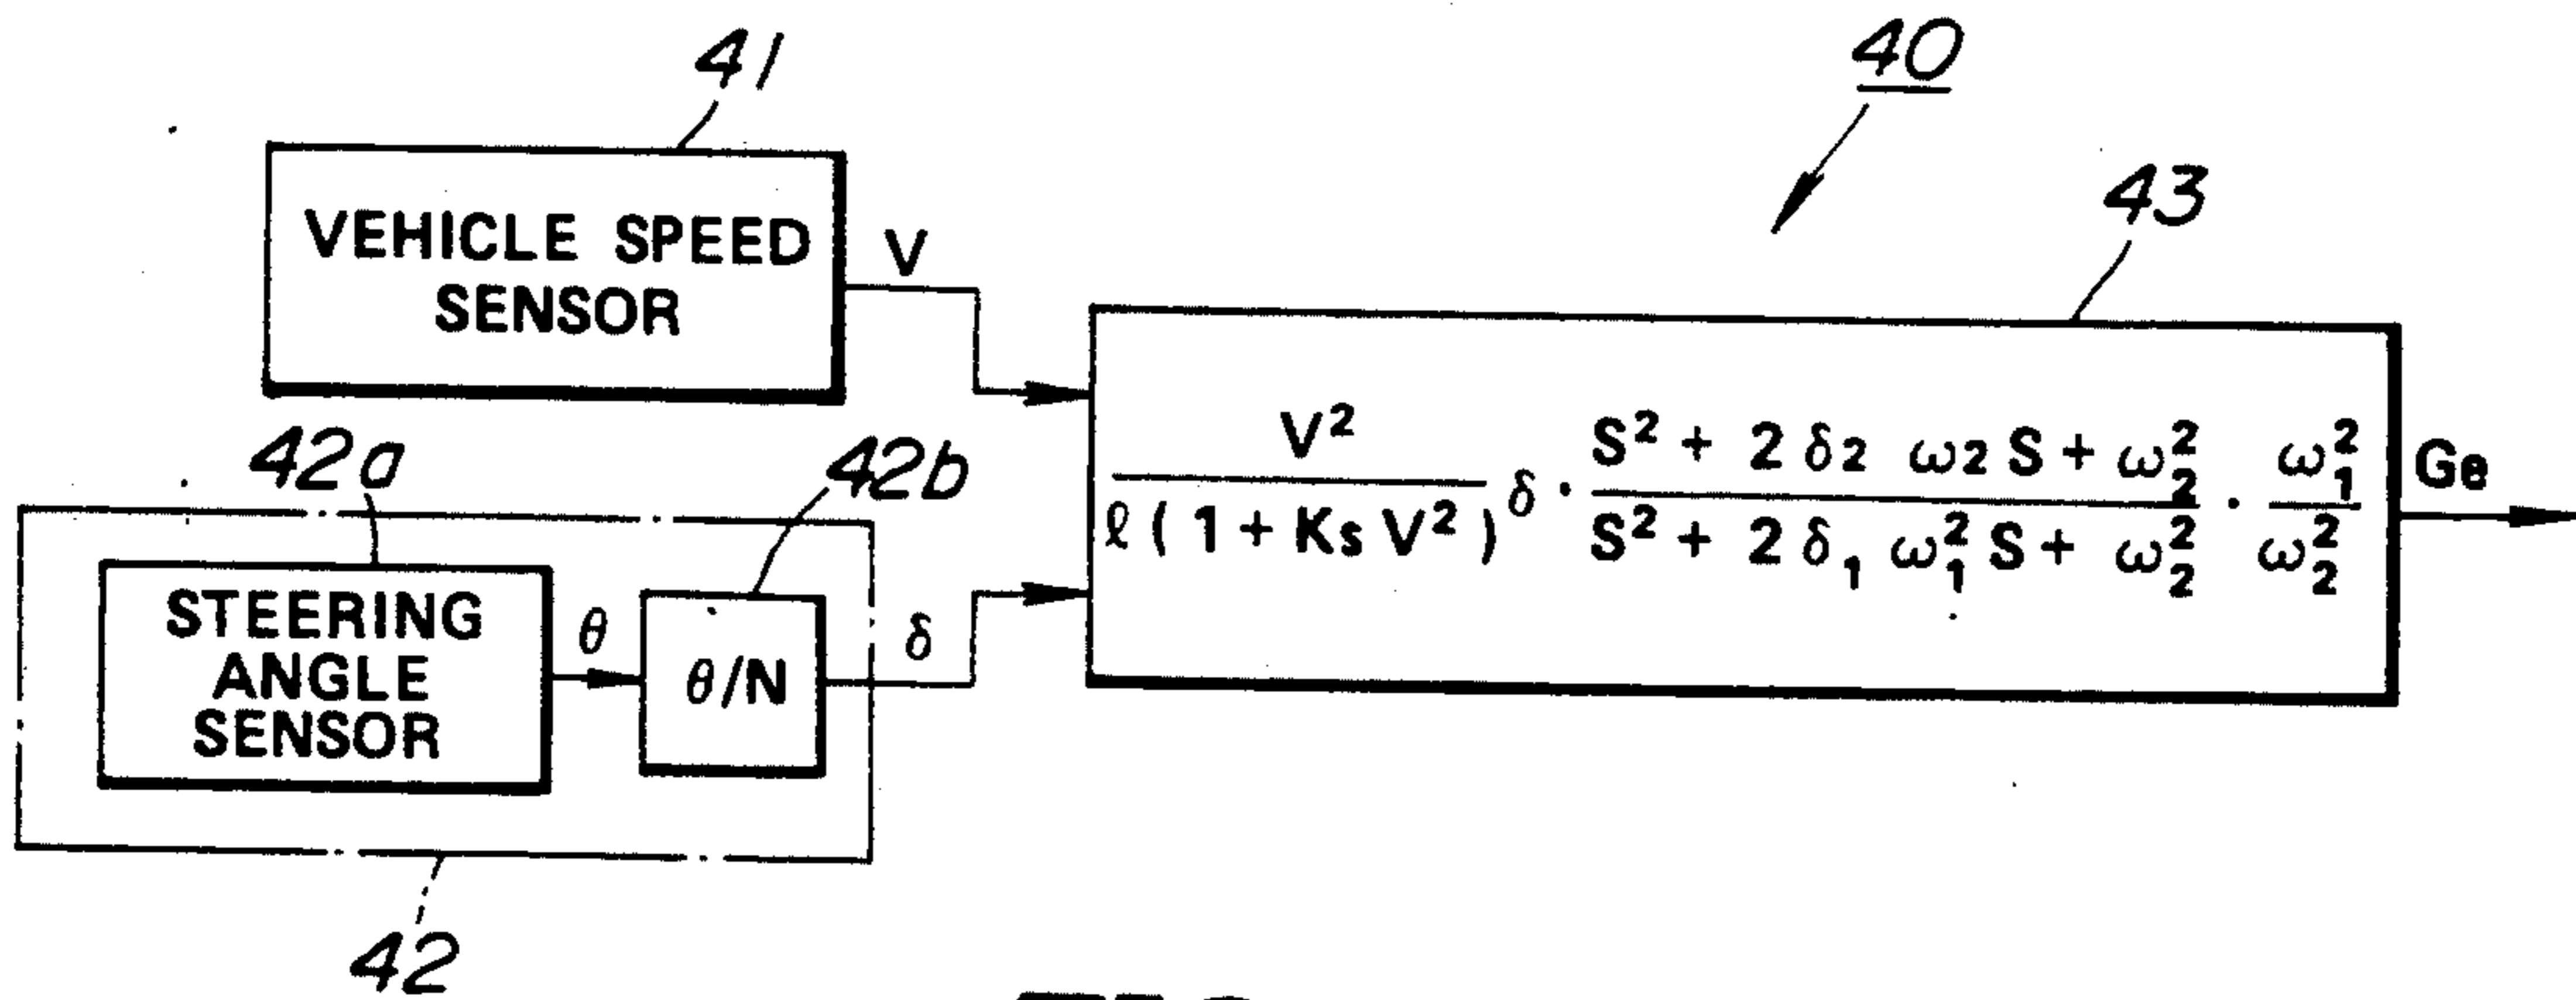 41
40
VEHICLE SPEED
SENSOR
V
43
42a
42b
STEERING
ANGLE
SENSOR
θ
θ/N
δ
V² / ℓ ( 1 + Ks V² ) δ · S² + 2 δ₂ ω₂ S + ω₂² / S² + 2 δ₁ ω₁² S + ω₂² · ω₁² / ω₂²
Ge
42